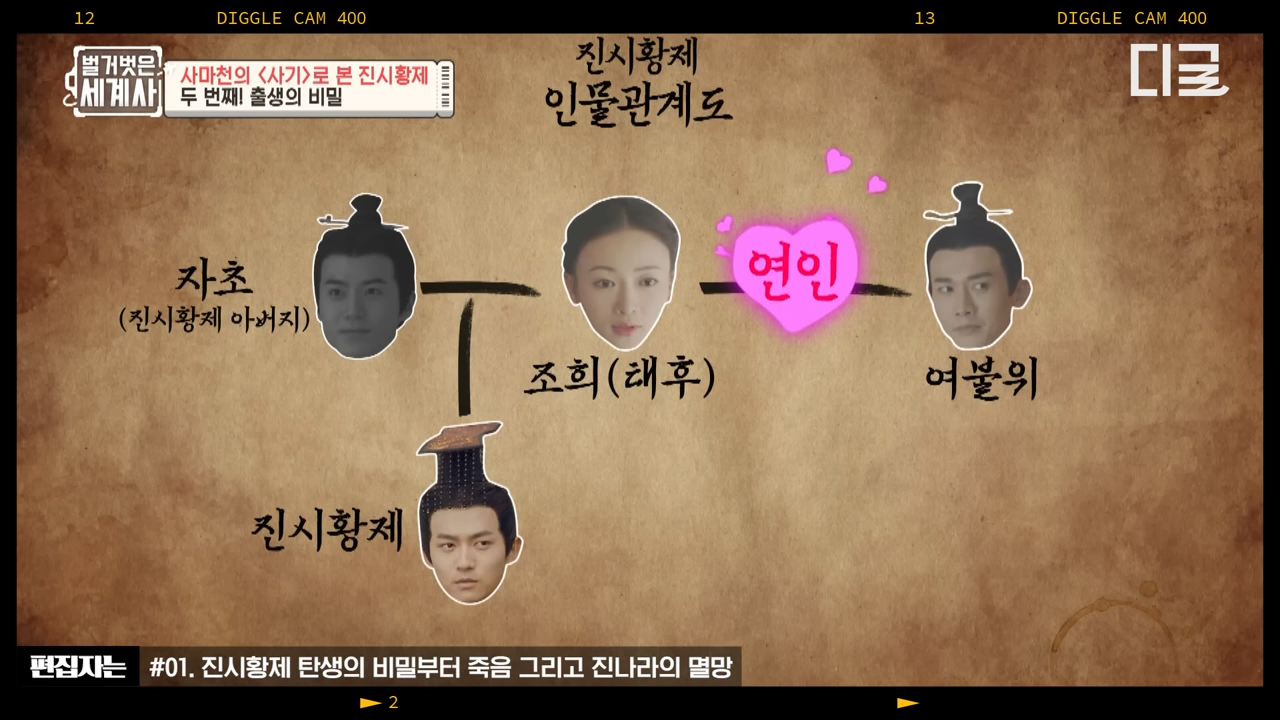 12
DIGGLE CAM 400
13
DIGGLE CAM 400
벌거벗은
세계사
사마천의 <사기>로 본 진시황제
두 번째! 출생의 비밀
진시황제
인물관계도
디글
연인
자초
(진시황제 아버지)
조희(태후)
여불위
진시황제
편집자는
#01. 진시황제 탄생의 비밀부터 죽음 그리고 진나라의 멸망
2